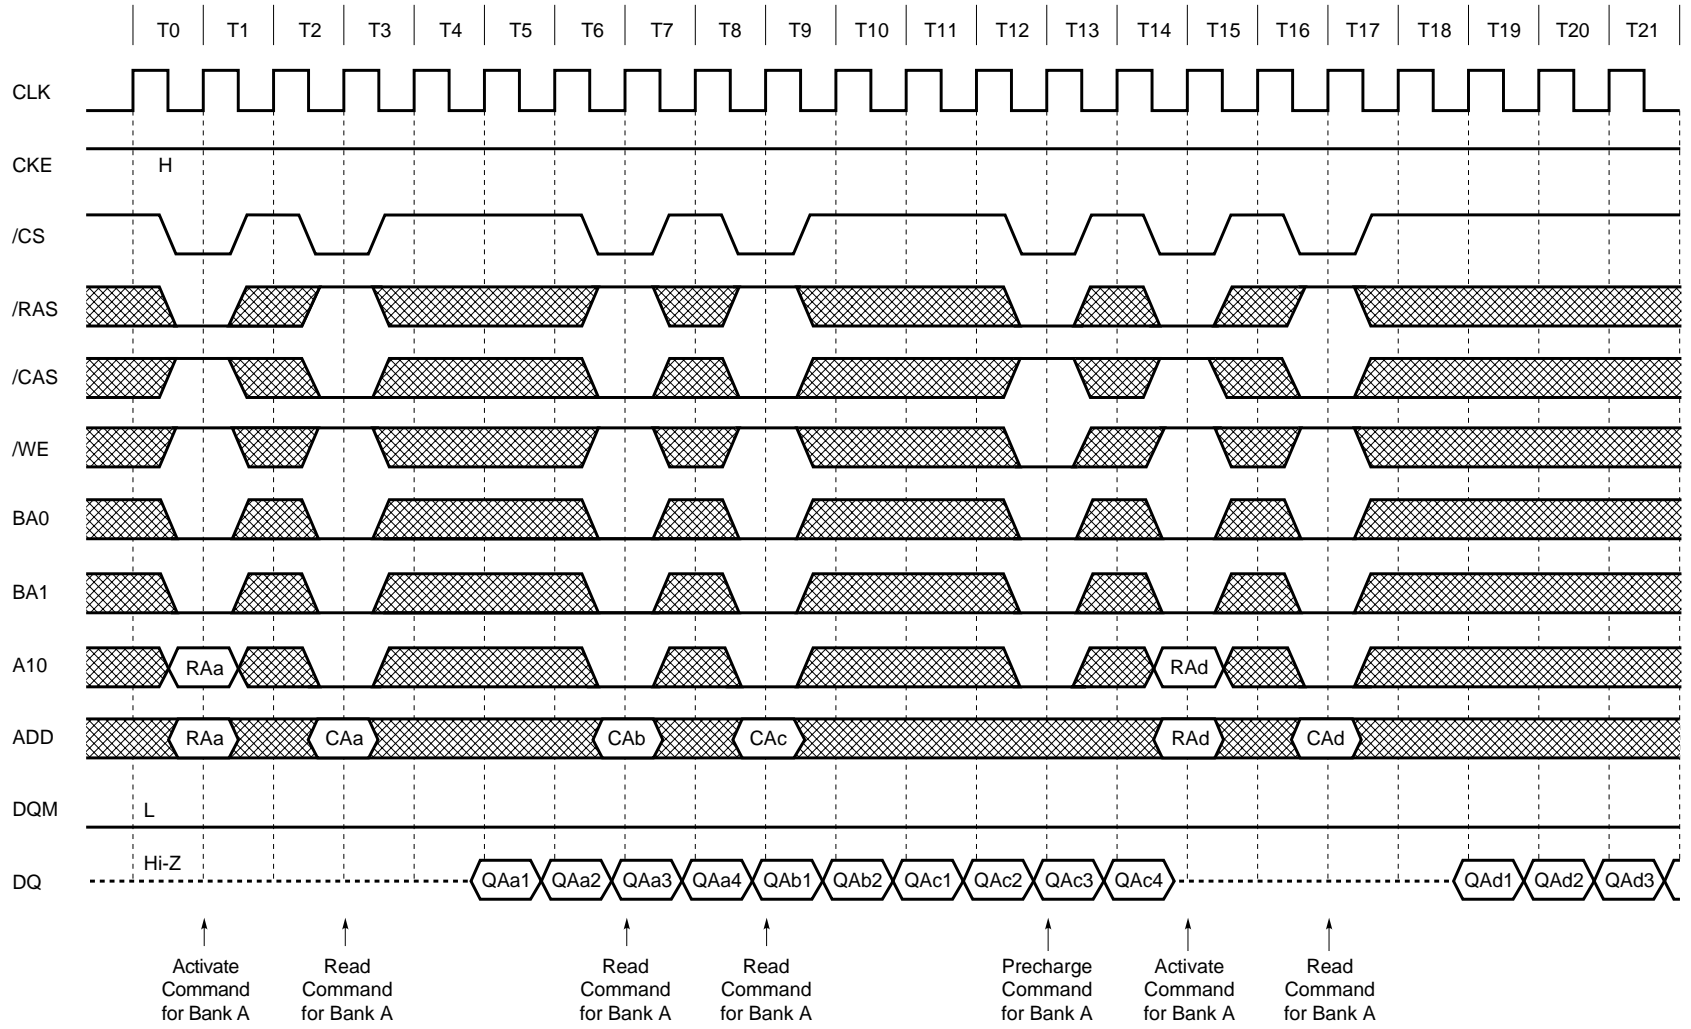 T0 T1 T2 T3 T4 T5 T6 T7 T8 T9 T10 T11 T12 T13 T14 T15 T16 T17 T18 T19 T20 T21
CLK
CKE H
/CS
/RAS
/CAS
/WE
BA0
BA1
A10 RAa RAd
ADD RAa CAa CAb CAc RAd CAd
DQM L
Hi-Z
DQ QAa1 QAa2 QAa3 QAa4 QAb1 QAb2 QAc1 QAc2 QAc3 QAc4 QAd1 QAd2 QAd3
Activate Read Read Read Precharge Activate Read
Command Command Command Command Command Command Command
for Bank A for Bank A for Bank A for Bank A for Bank A for Bank A for Bank A